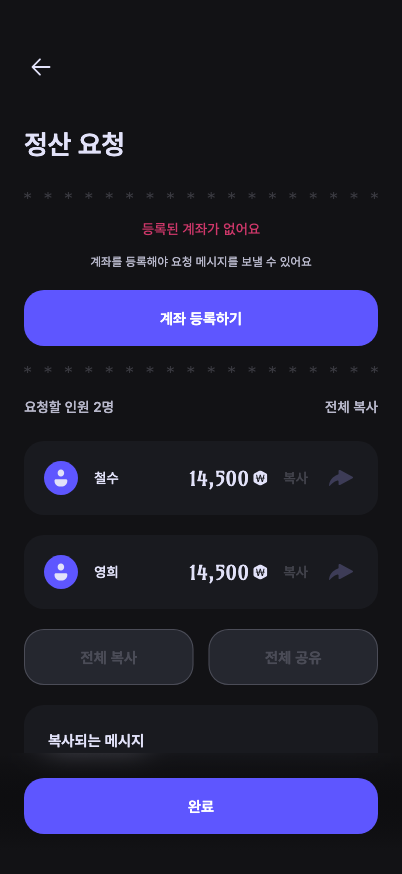 정산 요청
* * * * * * * * * * * * * * * * * *
등록된 계좌가 없어요
계좌를 등록해야 요청 메시지를 보낼 수 있어요
계좌 등록하기
* * * * * * * * * * * * * * * * * *
요청할 인원 2명 전체 복사
철수 14,500 ₩ 복사
영희 14,500 ₩ 복사
전체 복사 전체 공유
복사되는 메시지
완료